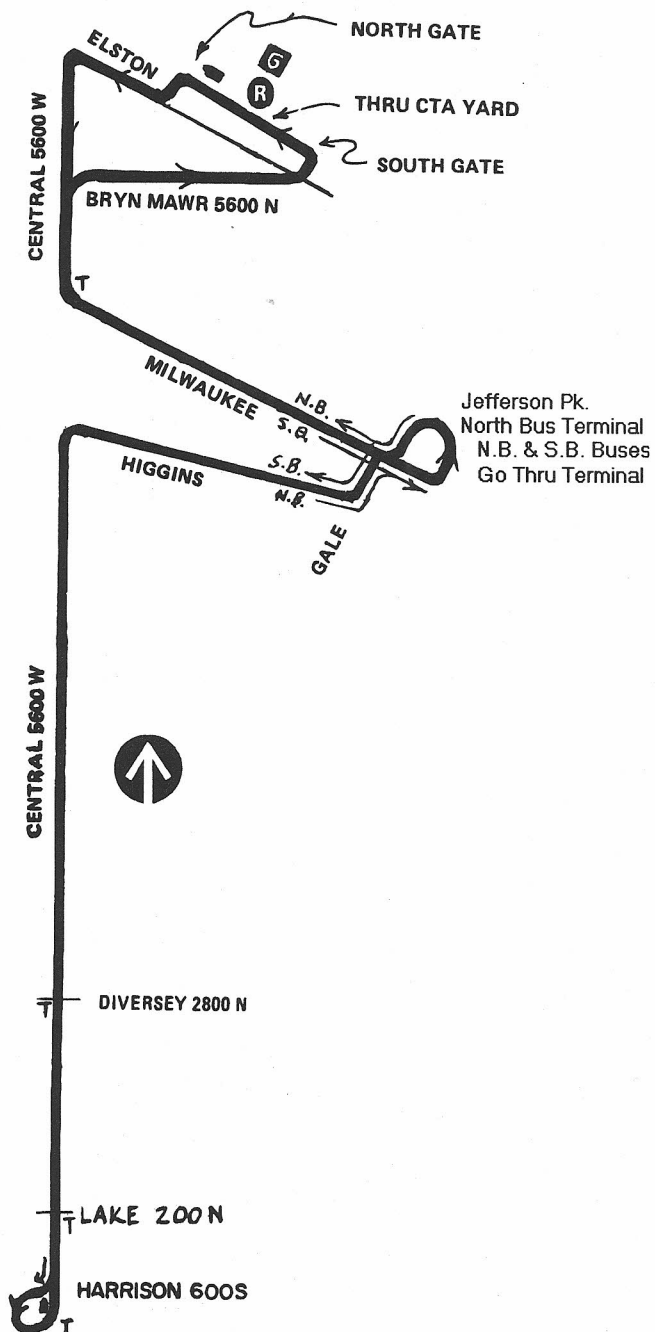 NORTH GATE
ELSTON
G
R
THRU CTA YARD
SOUTH GATE
CENTRAL 5600 W
BRYN MAWR 5600 N
T
MILWAUKEE
N.B.
S.B.
Jefferson Pk.
North Bus Terminal
N.B. & S.B. Buses
Go Thru Terminal
HIGGINS
S.B.
N.B.
GALE
CENTRAL 5600 W
T
DIVERSEY 2800 N
T
LAKE 200 N
HARRISON 600S
T